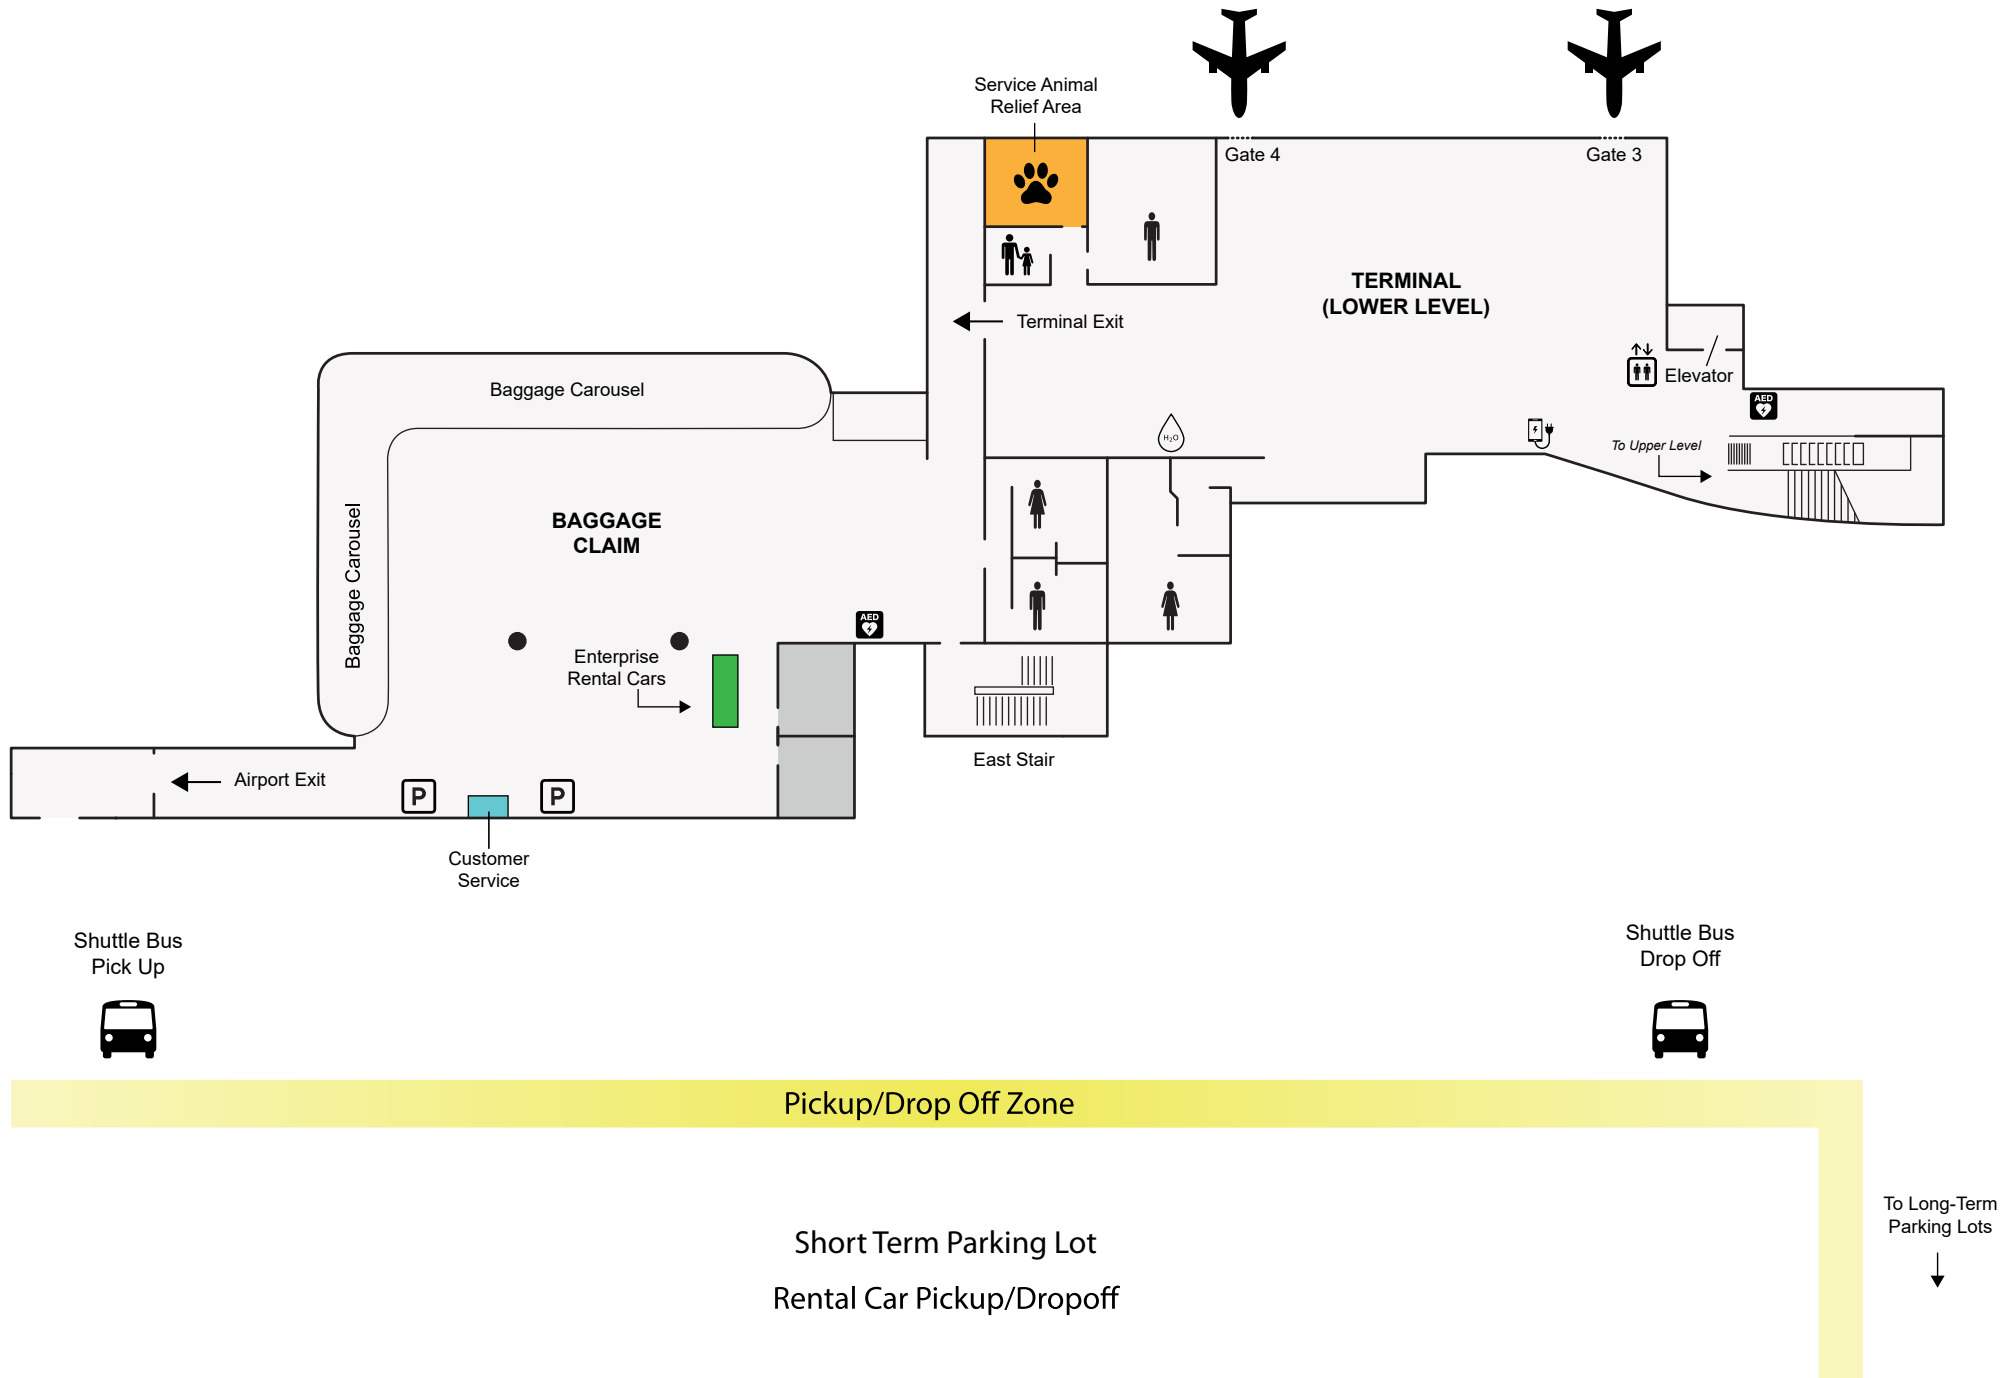 Service Animal
Relief Area
Gate 4
Gate 3
TERMINAL
(LOWER LEVEL)
Terminal Exit
Elevator
Baggage Carousel
AED
H₂O
To Upper Level
BAGGAGE
CLAIM
Baggage Carousel
AED
Enterprise
Rental Cars
East Stair
Airport Exit
P
P
Customer
Service
Shuttle Bus
Pick Up
Shuttle Bus
Drop Off
Pickup/Drop Off Zone
To Long-Term
Parking Lots
Short Term Parking Lot
Rental Car Pickup/Dropoff